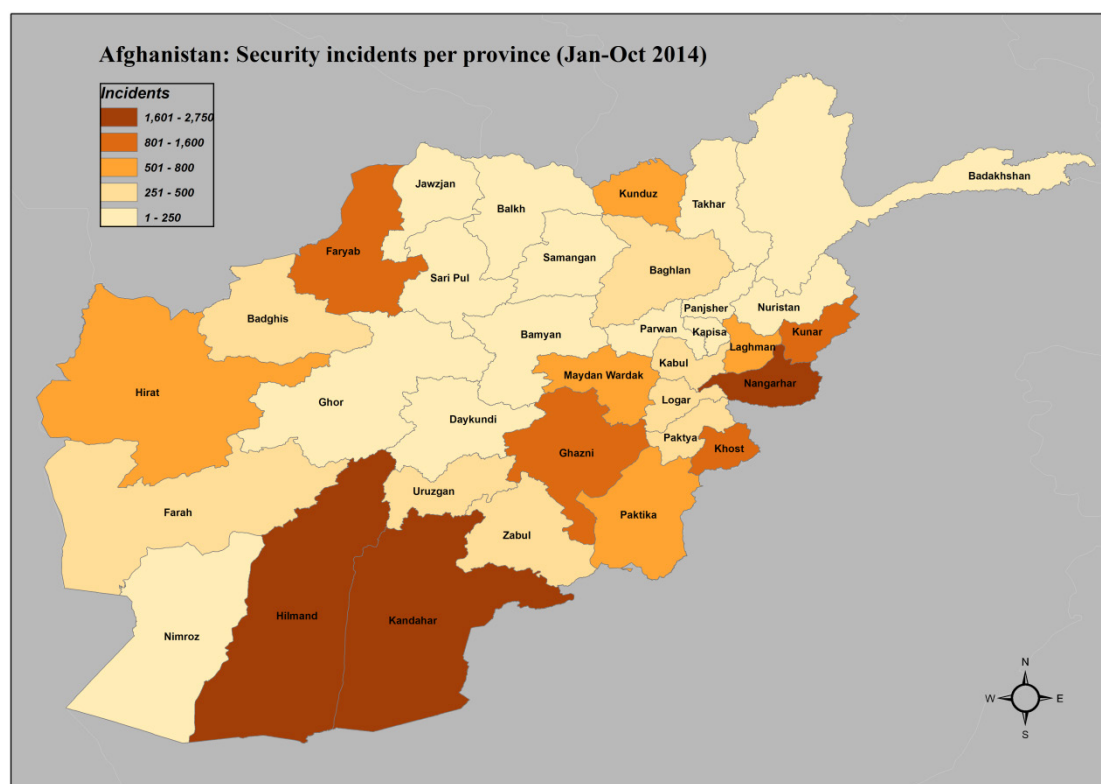 Afghanistan: Security incidents per province (Jan-Oct 2014)
Incidents
1,601 - 2,750
801 - 1,600
501 - 800
251 - 500
1 - 250
Jawzjan
Balkh
Kunduz
Takhar
Badakhshan
Faryab
Sari Pul
Samangan
Baghlan
Badghis
Panjsher
Nuristan
Bamyan
Parwan
Kapisa
Kunar
Laghman
Kabul
Hirat
Maydan Wardak
Nangarhar
Ghor
Daykundi
Logar
Ghazni
Paktya
Khost
Uruzgan
Farah
Zabul
Paktika
Hilmand
Kandahar
Nimroz
N
W
E
S